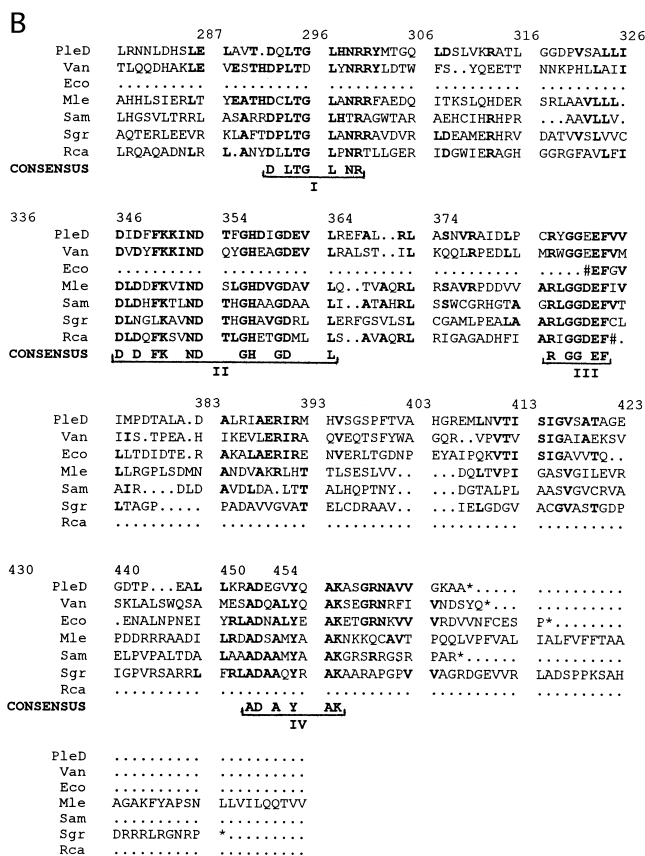 B
287 296 306 316 326
PleD LRNNLDHSLE LAVT.DQLTG LHNRRYMTGQ LDSLVKRATL GGDPVSALLI
Van TLQQDHAKLE VESTHDPLTD LYNRRYLDTW FS..YQEETT NNKPHLLAII
Eco .......... .......... .......... .......... ..........
Mle AHHLSIERLT YEATHDCLTG LANRRFAEDQ ITKSLQHDER SRLAAVLLL.
Sam LHGSVLTRRL ASARRDPLTG LHTRAGWTAR AEHCIHRHPR ...AAVLLV.
Sgr AQTERLEEVR KLAFTDPLTG LANRRAVDVR LDEAMERHRV DATVVSLVVC
Rca LRQAQADNLR L.ANYDLLTG LPNRTLLGER IDGWIERAGH GGRGFAVLFI
CONSENSUS D LTG L NR
I
336 346 354 364 374
PleD DIDFFKKIND TFGHDIGDEV LREFAL..RL ASNVRAIDLP CRYGGEEFVV
Van DVDYFKKIND QYGHEAGDEV LRALST..IL KQQLRPEDLL MRWGGEEFVM
Eco .......... .......... .......... .......... .....#EFGV
Mle DLDDFKKVIMD TSLGHDVGDAV LQ..TVAQRL RSAVRPDDVV ARLGGDEFIV
Sam DLDHFKTLND THGHAAGDAA LI..ATAHRL SSWCGRHGTA GRLGGDEFVT
Sgr DLNGLKAVND THGHAVGDRL LERFGSVLSL CGAMLPEALA ARLGGDEFCL
Rca DLDQFKSVND TLGHETGDML LS..AVAQRL RIGAGADHFI ARLGGDEF#.
CONSENSUS D D FK ND GH GD L R GG EF
II III
383 393 403 413 423
PleD IMPDTALA.D ALRIAERIRM HVSGSPFTVA HGREMLNVTI SIGVSATAGE
Van IIS.TPEA.H IKEVLERIRA QVEQTSFYWA GQR..VPVTV SIGAIAEKSV
Eco LLTDIDTE.R AKALAERIRE NVERLTGDNP EYAIPQKVTI SIGAVVTQ..
Mle LLRGPLSDMN ANDVAKRLHT TLSESLVV.. ...DQLTVPI GASVGILEVR
Sam AIR....DLD AVDLDA.LTT ALHQPTNY.. ...DGTALPL AASVGVCRVA
Sgr LTAGP..... PADAVVGVAT ELCDRAAV.. ...IELGDGV ACGVASTGDP
Rca .......... .......... .......... .......... ..........
430 440 450 454
PleD GDTP...EAL LKRADEGVYQ AKASGRNAVV GKAA*..... ..........
Van SKLALSWQSA MESADQALYQ AKSEGRNRFI VNDSYQ*... ..........
Eco .ENALNPNEI YRLADNALYE AKETGRNKVV VRDVVNFCES P*........
Mle PDDRRRAADI LRDADSAMYA AKNKKQCAVT PQQLVPFVAL IALFVFFTAA
Sam ELPVPALTDA LAAADAAMYA AKGRSRRGSR PAR*...... ..........
Sgr IGPVRSARRL FRLADAAQYR AKAARAPGPV VAGRDGEVVR LADSPPKSAH
Rca .......... .......... .......... .......... ..........
CONSENSUS AD A Y AK
IV
PleD .......... ..........
Van .......... ..........
Eco .......... ..........
Mle AGAKFYAPSN LLVILQQTVV
Sam .......... ..........
Sgr DRRRLRGNRP *.........
Rca .......... ..........